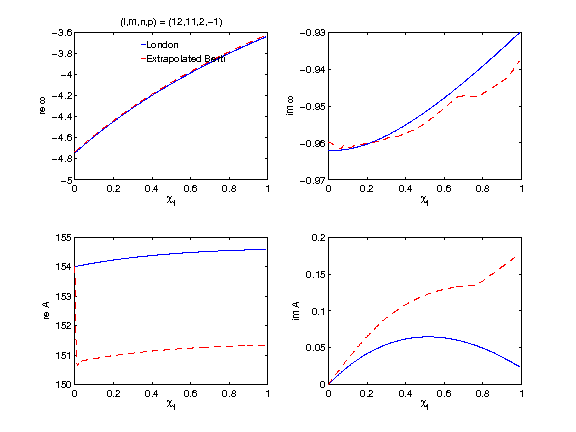 (l,m,n,p) = (12,11,2,−1)
−3.6
−3.8
−4
−4.2
−4.4
−4.6
−4.8
−5
re ω
London
Extrapolated Berti
0 0.2 0.4 0.6 0.8 1
χf
−0.93
−0.94
−0.95
−0.96
−0.97
im ω
0 0.2 0.4 0.6 0.8 1
χf
155
154
153
152
151
150
re A
0 0.2 0.4 0.6 0.8 1
χf
0.2
0.15
0.1
0.05
0
im A
0 0.2 0.4 0.6 0.8 1
χf